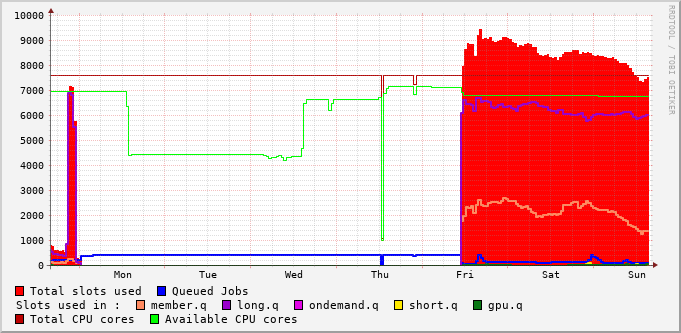 10000
9000
8000
7000
6000
5000
4000
3000
2000
1000
0
Mon Tue Wed Thu Fri Sat Sun
RRDTOOL / TOBI OETIKER
Total slots used Queued Jobs
Slots used in : member.q long.q ondemand.q short.q gpu.q
Total CPU cores Available CPU cores